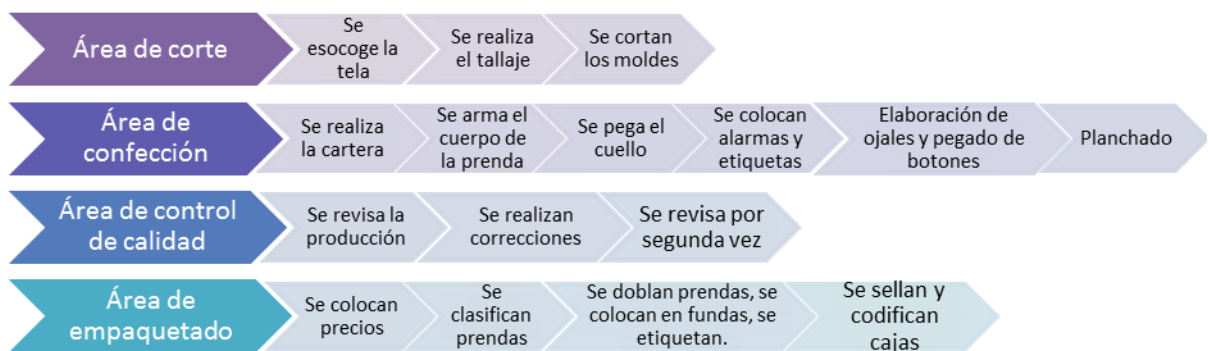 Área de corte
Se
esocoge la
tela
Se realiza
el tallaje
Se cortan
los moldes
Área de
confección
Se realiza
la cartera
Se arma el
cuerpo de
la prenda
Se pega el
cuello
Se colocan
alarmas y
etiquetas
Elaboración de
ojales y pegado de
botones
Planchado
Área de control
de calidad
Se revisa la
producción
Se realizan
correcciones
Se revisa por
segunda vez
Área de
empaquetado
Se colocan
precios
Se
clasifican
prendas
Se doblan prendas, se
colocan en fundas, se
etiquetan.
Se sellan y
codifican
cajas